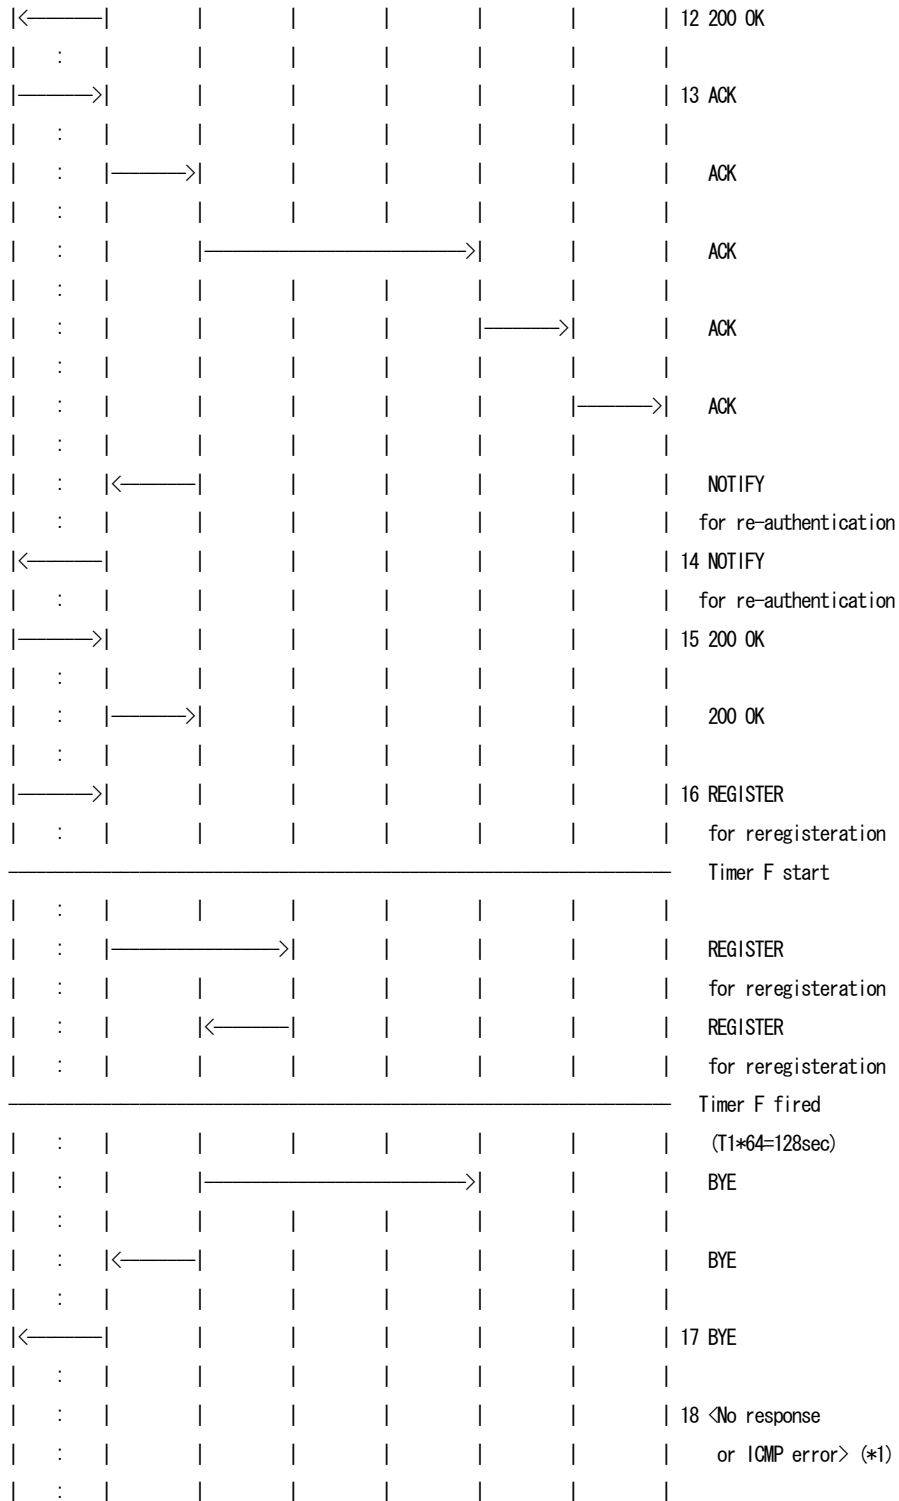 12 200 OK
13 ACK
ACK
ACK
ACK
ACK
NOTIFY
for re-authentication
14 NOTIFY
for re-authentication
15 200 OK
200 OK
16 REGISTER
for reregisteration
Timer F start
REGISTER
for reregisteration
REGISTER
for reregisteration
Timer F fired
(T1*64=128sec)
BYE
BYE
17 BYE
18 <No response
or ICMP error> (*1)